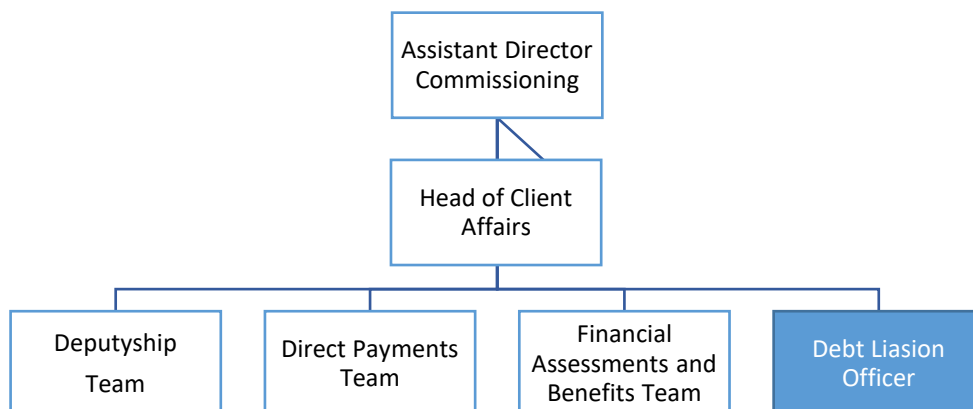 Assistant Director
Commissioning
Head of Client
Affairs
Deputyship
Team
Direct Payments
Team
Financial
Assessments and
Benefits Team
Debt Liasion
Officer